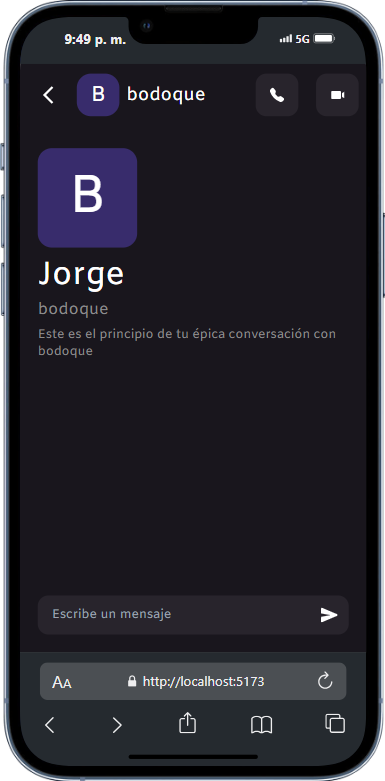 9:49 p. m.
5G
B
bodoque
B
Jorge
bodoque
Este es el principio de tu épica conversación con
bodoque
Escribe un mensaje
AA
http://localhost:5173